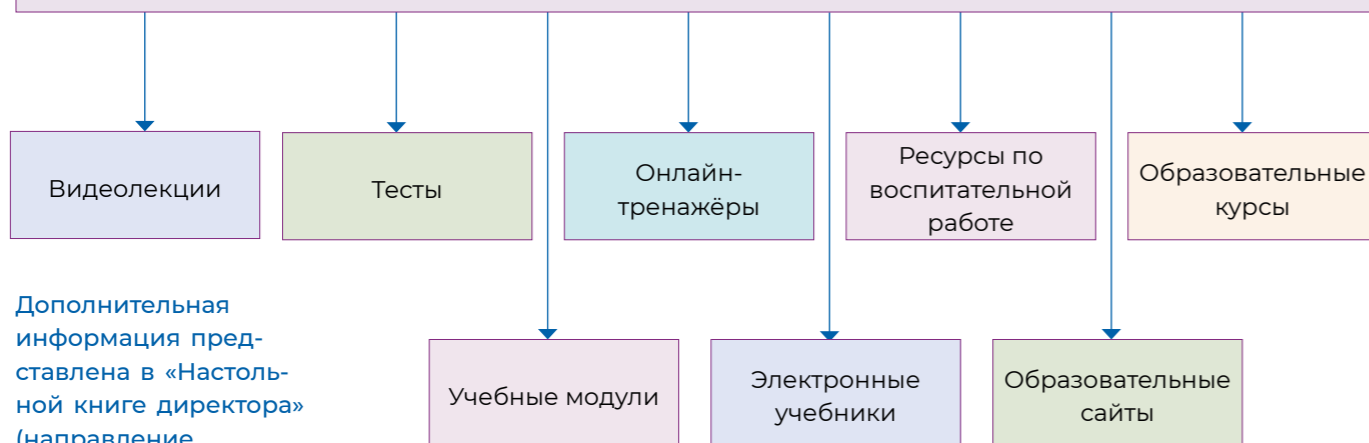 Видеолекции
Тесты
Онлайн-
тренажёры
Ресурсы по
воспитательной
работе
Образовательные
курсы
Дополнительная
информация пред-
ставлена в «Настоль-
ной книге директора»
(направление
Учебные модули
Электронные
учебники
Образовательные
сайты